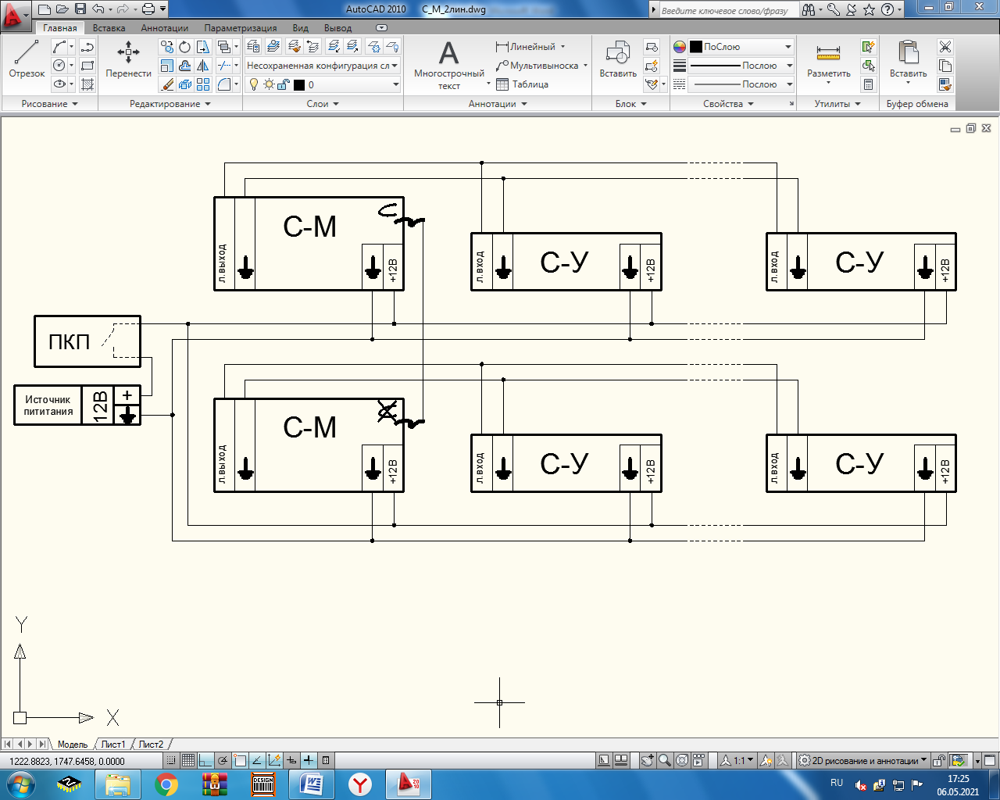 AutoCAD 2010 С_М_2лин.dwg
Введите ключевое слово/фразу
Главная Вставка Аннотации Параметризация Вид Вывод
Отрезок
Перенести
Несохраненная конфигурация сл
0
Многострочный
текст
Линейный
Мультивыноска
Таблица
Вставить
ПоСлою
Послою
Послою
Разметить
Вставить
Рисование
Редактирование
Слои
Аннотации
Блок
Свойства
Утилиты
Буфер обмена
С-М
л.выход
+12В
С-У
л.вход
+12В
С-У
л.вход
+12В
ПКП
Источник
пититания
12В
+
С-М
л.выход
+12В
С-У
л.вход
+12В
С-У
л.вход
+12В
Y
X
Модель Лист1 Лист2
1222.8823, 1747.6458, 0.0000
1:1
2D рисование и аннотации
DESIGN
RU
17:25
06.05.2021